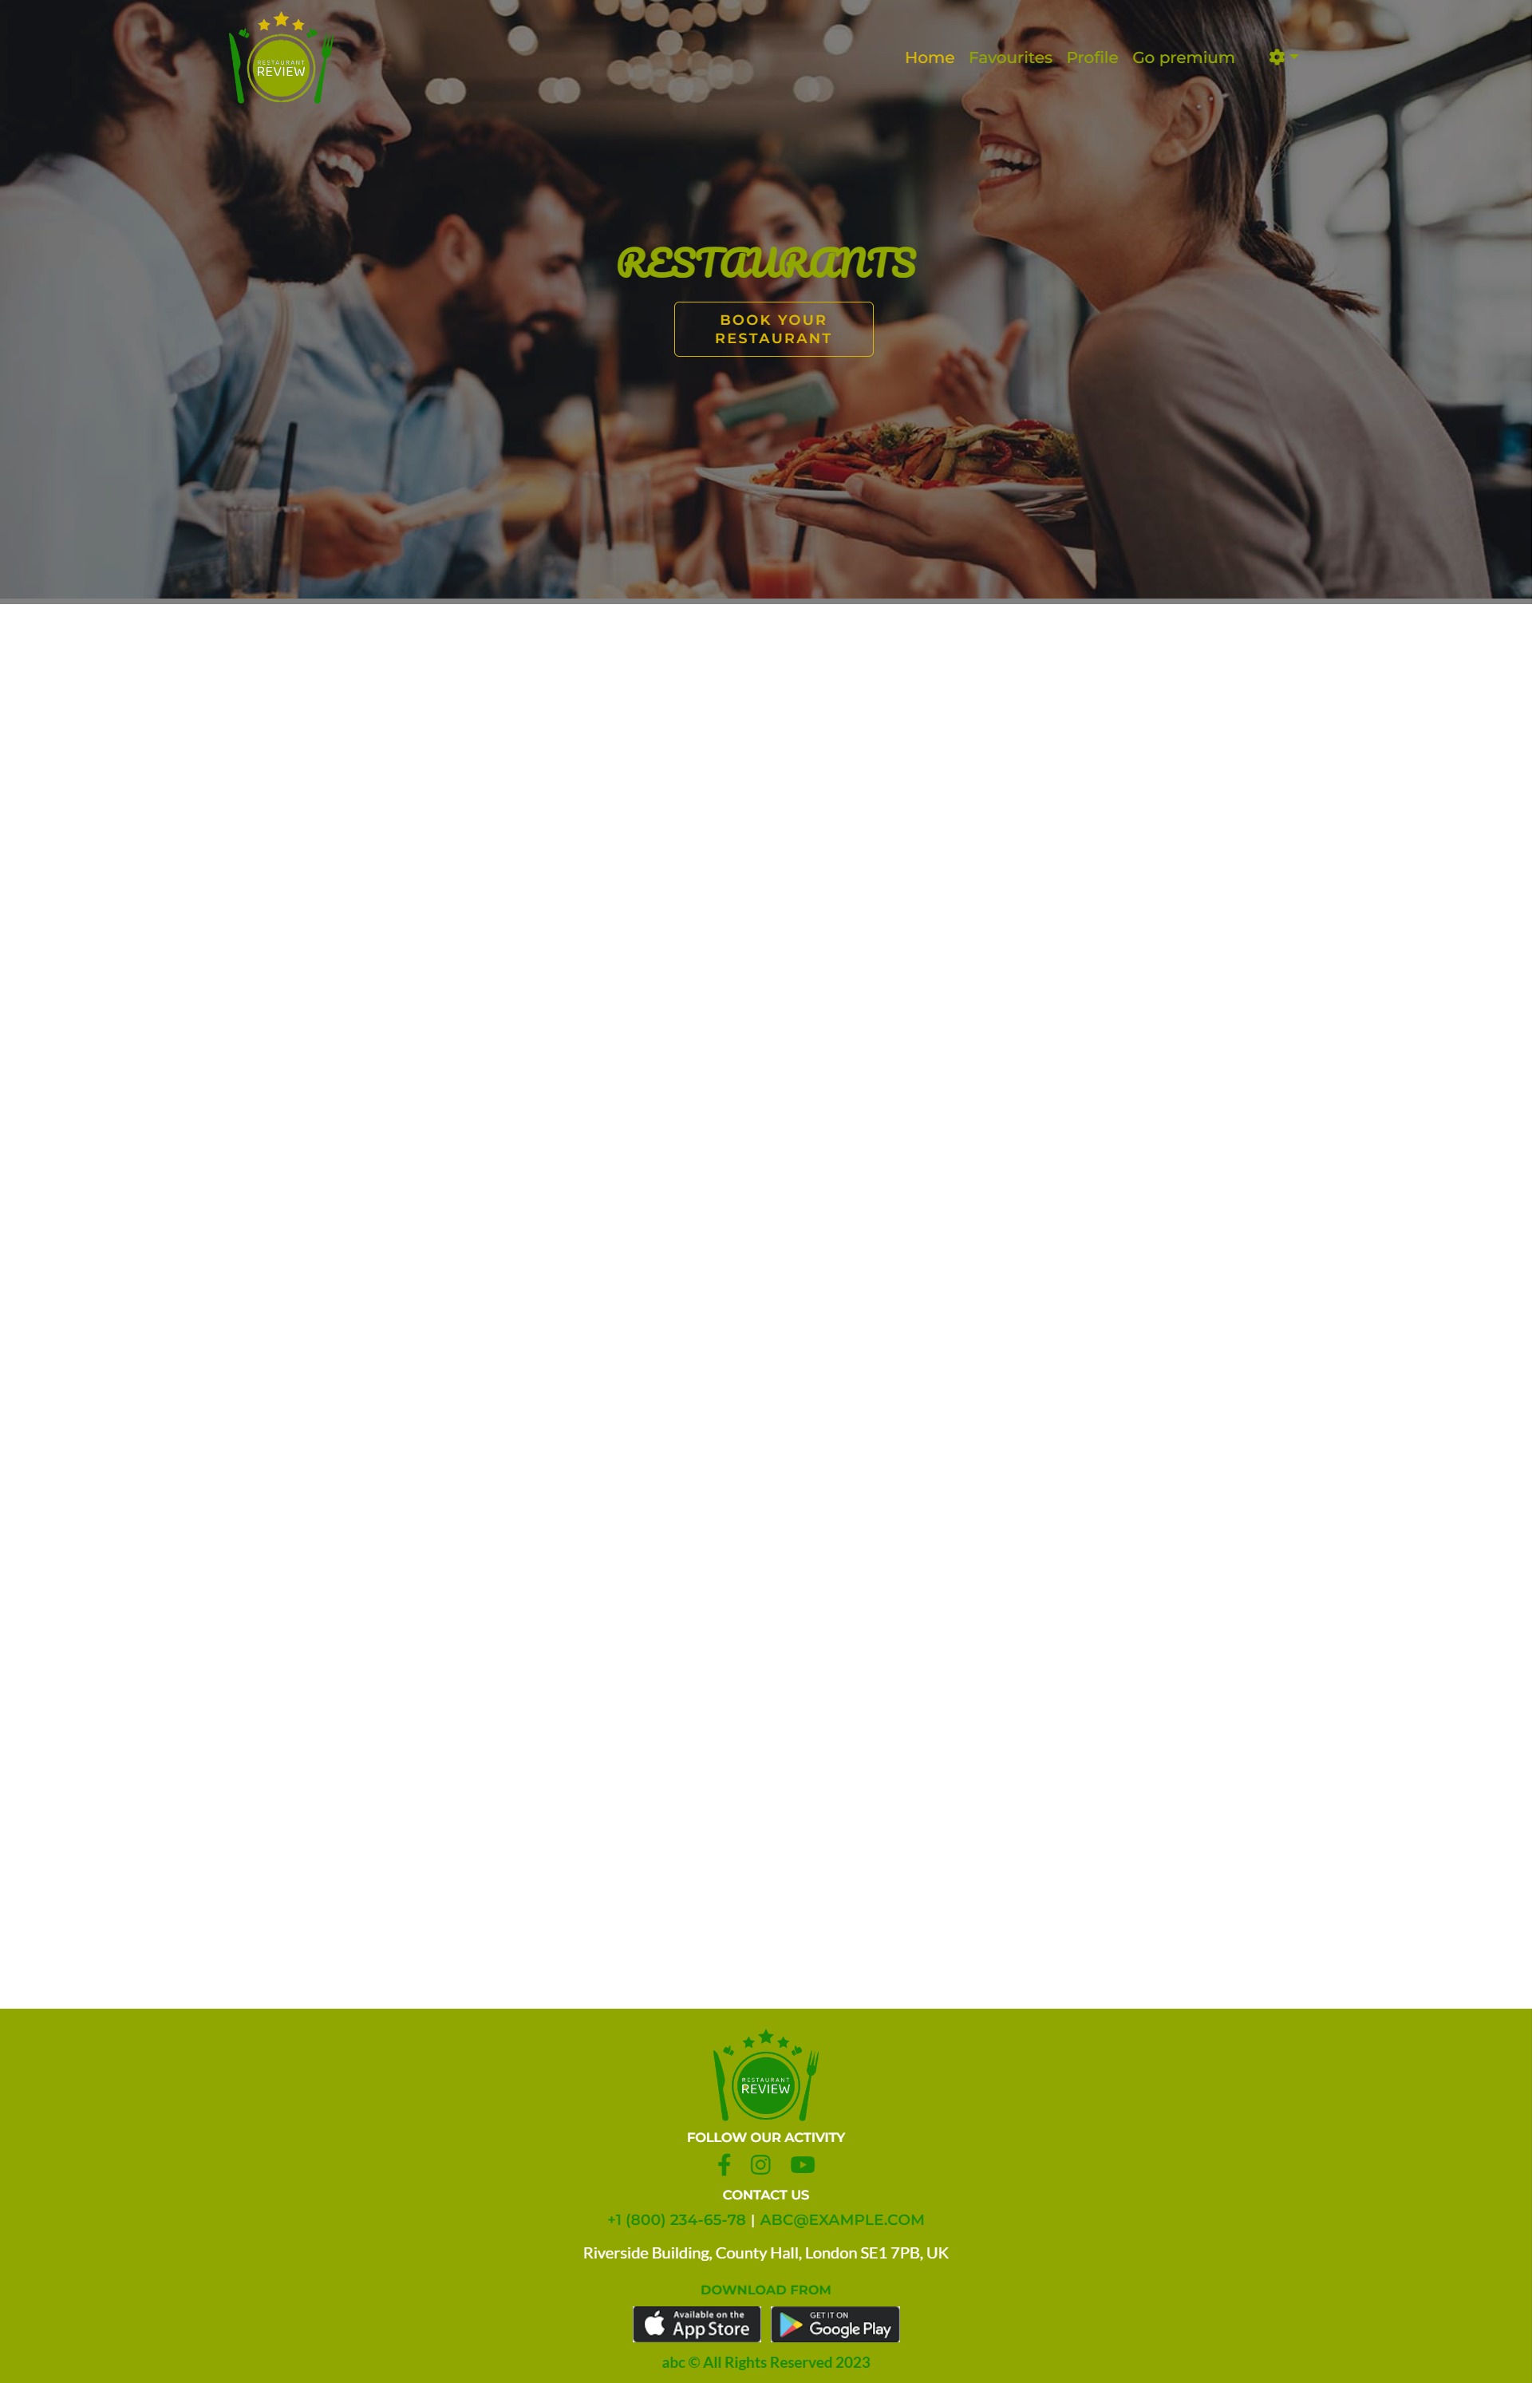 RESTAURANT
REVIEW
Home Favourites Profile Go premium
RESTAURANTS
BOOK YOUR
RESTAURANT
RESTAURANT
REVIEW
FOLLOW OUR ACTIVITY
CONTACT US
+1 (800) 234-65-78 | ABC@EXAMPLE.COM
Riverside Building, County Hall, London SE1 7PB, UK
DOWNLOAD FROM
Available on the
App Store
GET IT ON
Google Play
abc © All Rights Reserved 2023